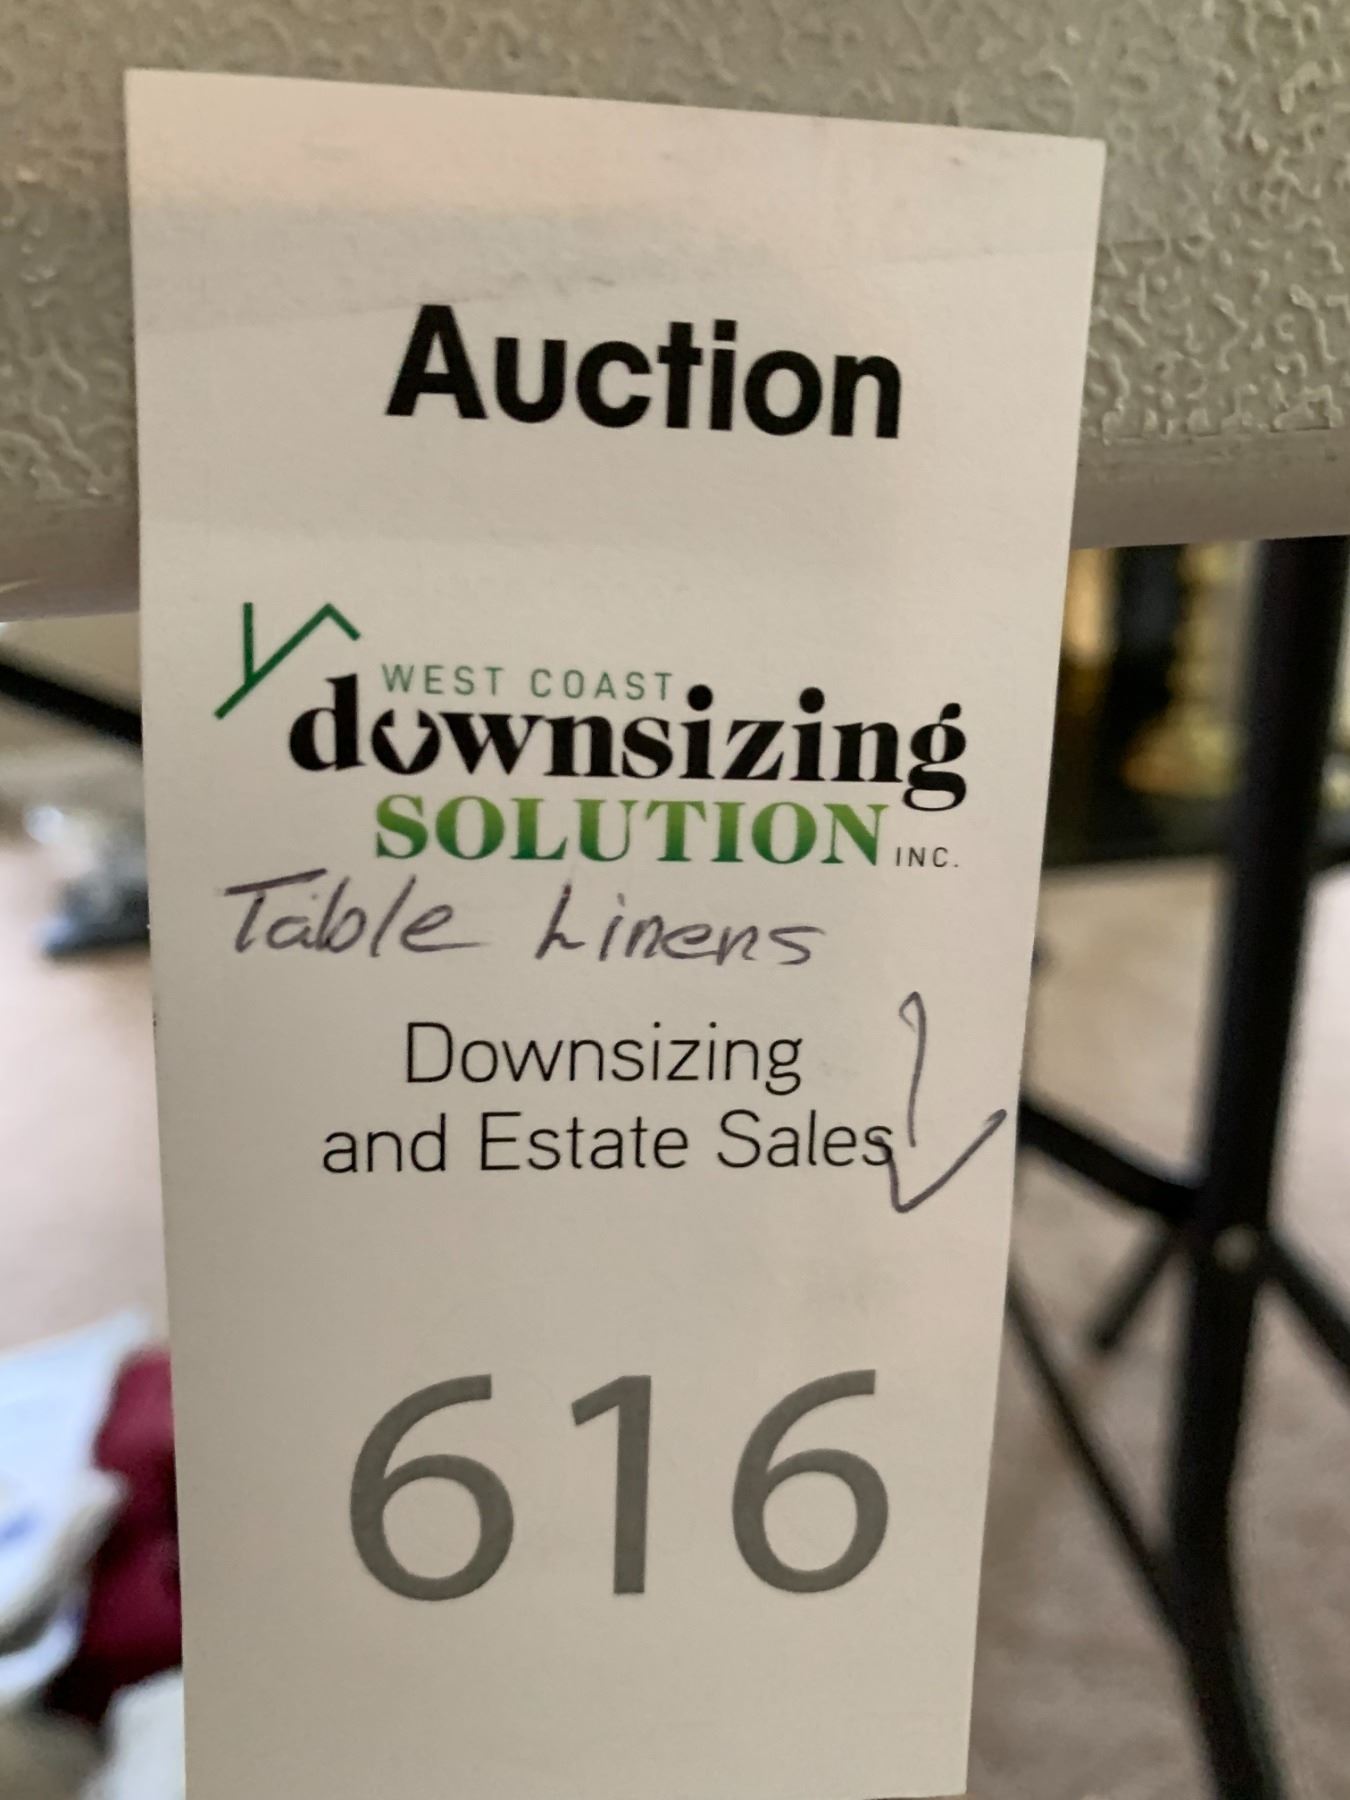 Auction
WEST COAST
downsizing
SOLUTION INC.
Table Linens
Downsizing
and Estate Sales
616